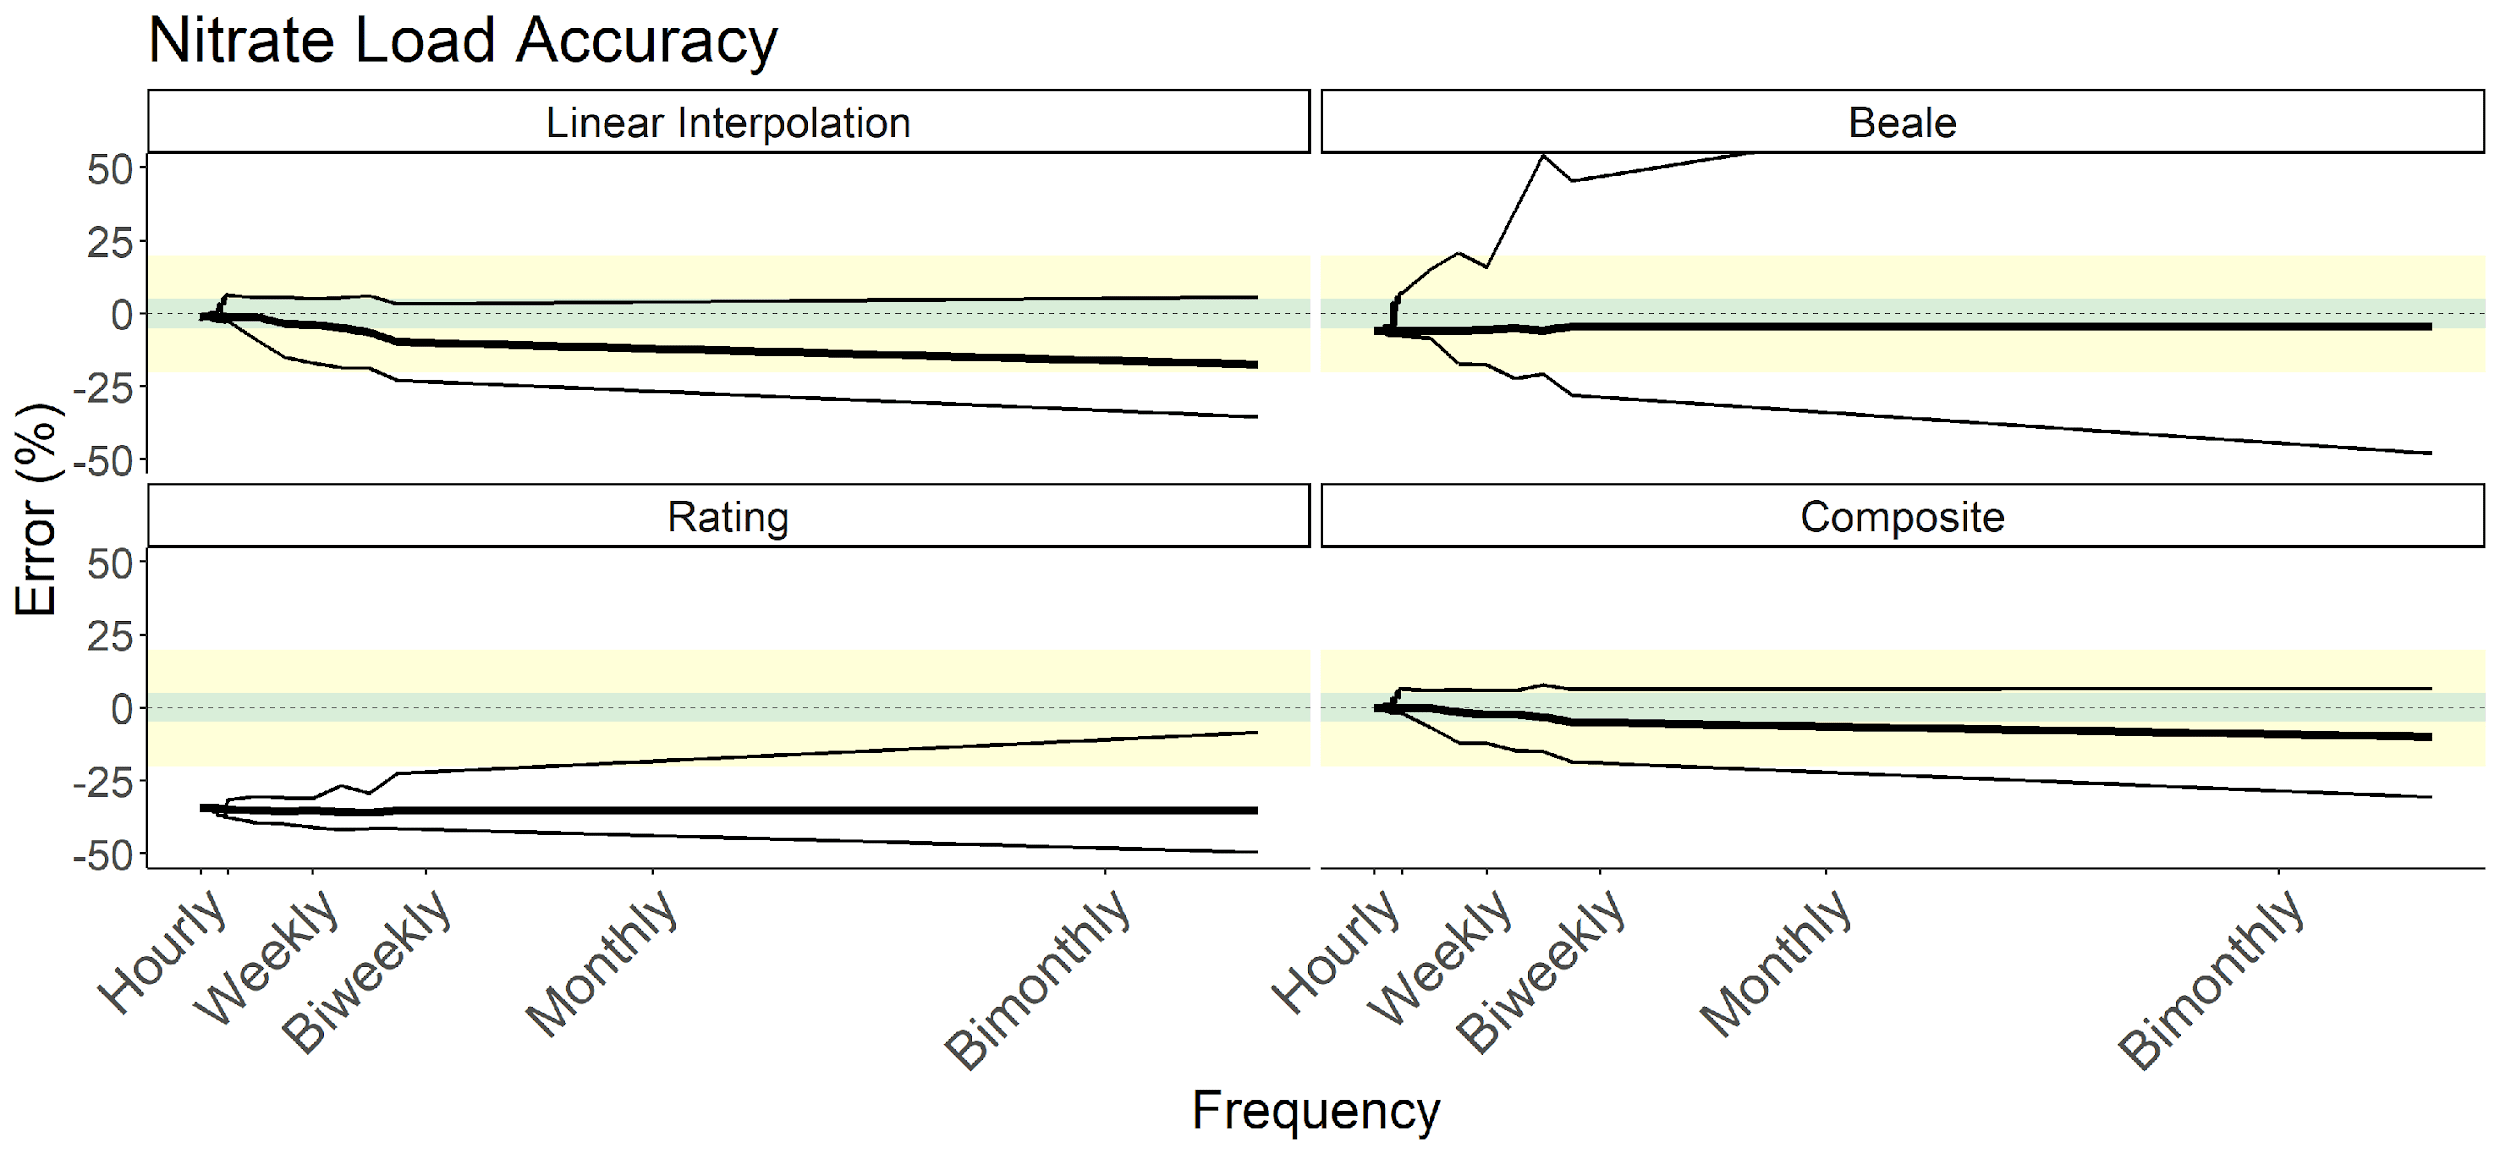 Nitrate Load Accuracy
Linear Interpolation
Beale
50
25
0
-25
-50
Rating
Composite
50
25
0
-25
-50
Error (%)
Hourly
Weekly
Biweekly
Monthly
Bimonthly
Hourly
Weekly
Biweekly
Monthly
Bimonthly
Frequency